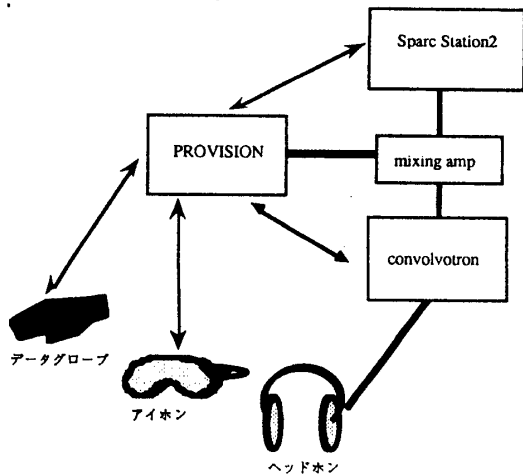 Sparc Station2
PROVISION
mixing amp
convolvotron
データグローブ
アイホン
ヘッドホン